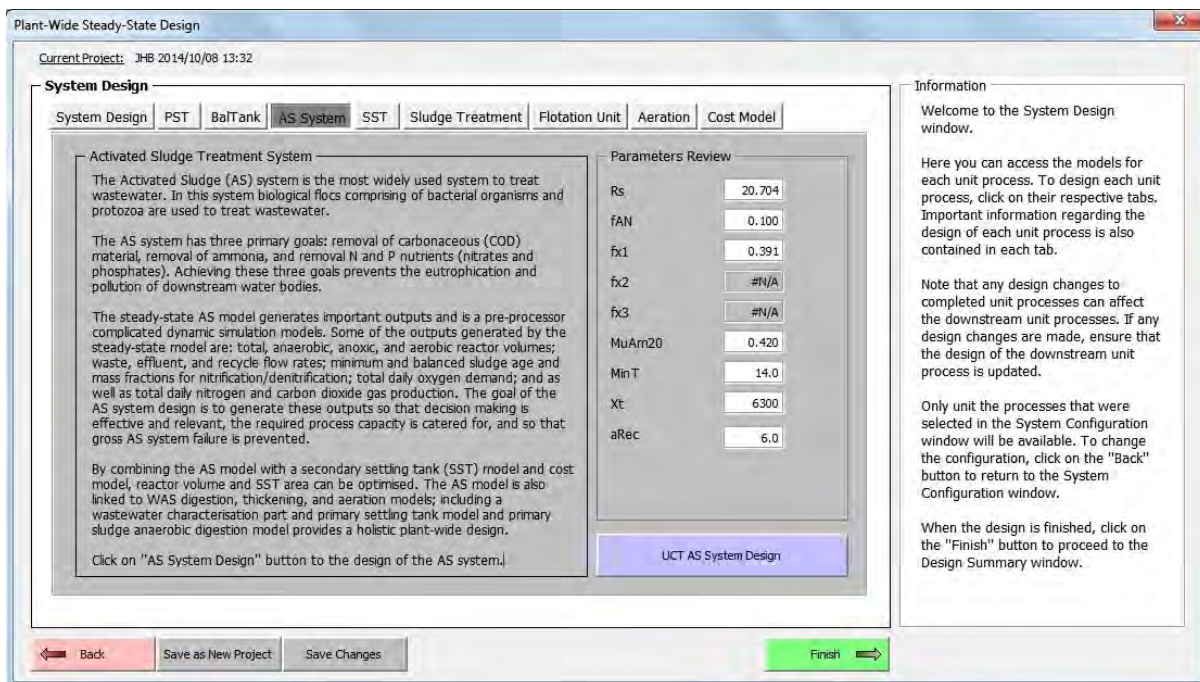 Plant-Wide Steady-State Design
Current Project: JHB 2014/10/08 13:32
System Design
System Design PST BalTank AS System SST Sludge Treatment Flotation Unit Aeration Cost Model
Activated Sludge Treatment System
The Activated Sludge (AS) system is the most widely used system to treat
wastewater. In this system biological flocs comprising of bacterial organisms and
protozoa are used to treat wastewater.
The AS system has three primary goals: removal of carbonaceous (COD)
material, removal of ammonia, and removal N and P nutrients (nitrates and
phosphates). Achieving these three goals prevents the eutrophication and
pollution of downstream water bodies.
The steady-state AS model generates important outputs and is a pre-processor
complicated dynamic simulation models. Some of the outputs generated by the
steady-state model are: total, anaerobic, anoxic, and aerobic reactor volumes;
waste, effluent, and recycle flow rates; minimum and balanced sludge age and
mass fractions for nitrification/denitrification; total daily oxygen demand; and as
well as total daily nitrogen and carbon dioxide gas production. The goal of the
AS system design is to generate these outputs so that decision making is
effective and relevant, the required process capacity is catered for, and so that
gross AS system failure is prevented.
By combining the AS model with a secondary settling tank (SST) model and cost
model, reactor volume and SST area can be optimised. The AS model is also
linked to WAS digestion, thickening, and aeration models; including a
wastewater characterisation part and primary settling tank model and primary
sludge anaerobic digestion model provides a holistic plant-wide design.
Click on "AS System Design" button to the design of the AS system.
Parameters Review
Rs 20.704
fAN 0.100
fx1 0.391
fx2 #N/A
fx3 #N/A
MuAm20 0.420
MinT 14.0
Xt 6300
aRec 6.0
UCT AS System Design
Information
Welcome to the System Design
window.
Here you can access the models for
each unit process. To design each unit
process, click on their respective tabs.
Important information regarding the
design of each unit process is also
contained in each tab.
Note that any design changes to
completed unit processes can affect
the downstream unit processes. If any
design changes are made, ensure that
the design of the downstream unit
process is updated.
Only unit the processes that were
selected in the System Configuration
window will be available. To change
the configuration, click on the "Back"
button to return to the System
Configuration window.
When the design is finished, click on
the "Finish" button to proceed to the
Design Summary window.
Back Save as New Project Save Changes Finish